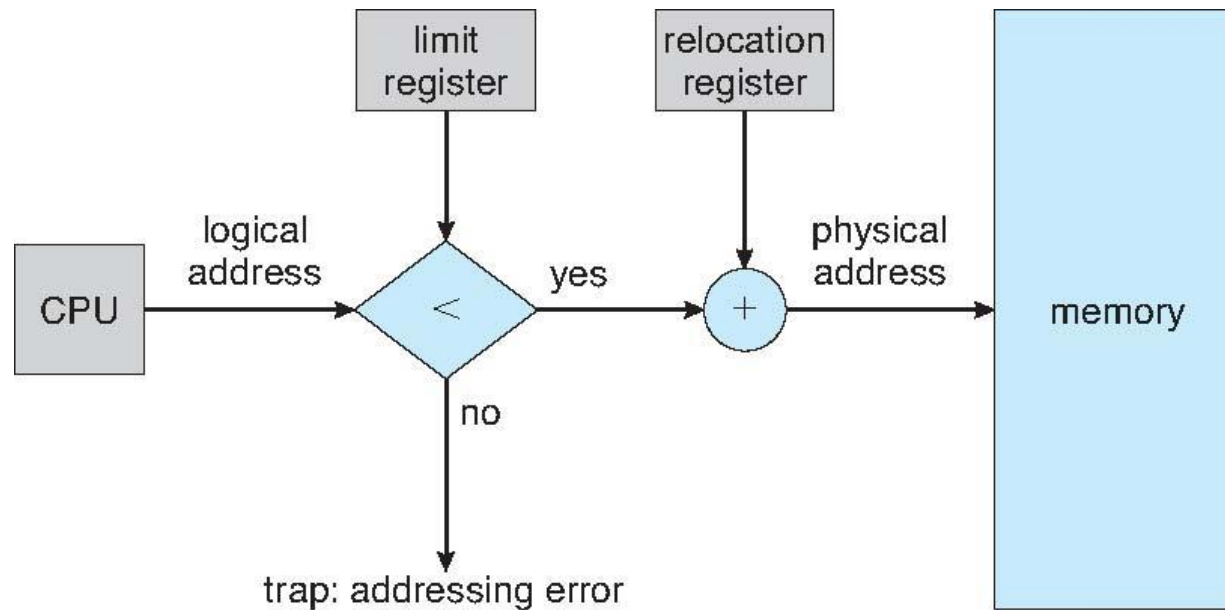 limit
register
relocation
register
logical
address
physical
address
CPU
<
yes
+
memory
no
trap: addressing error